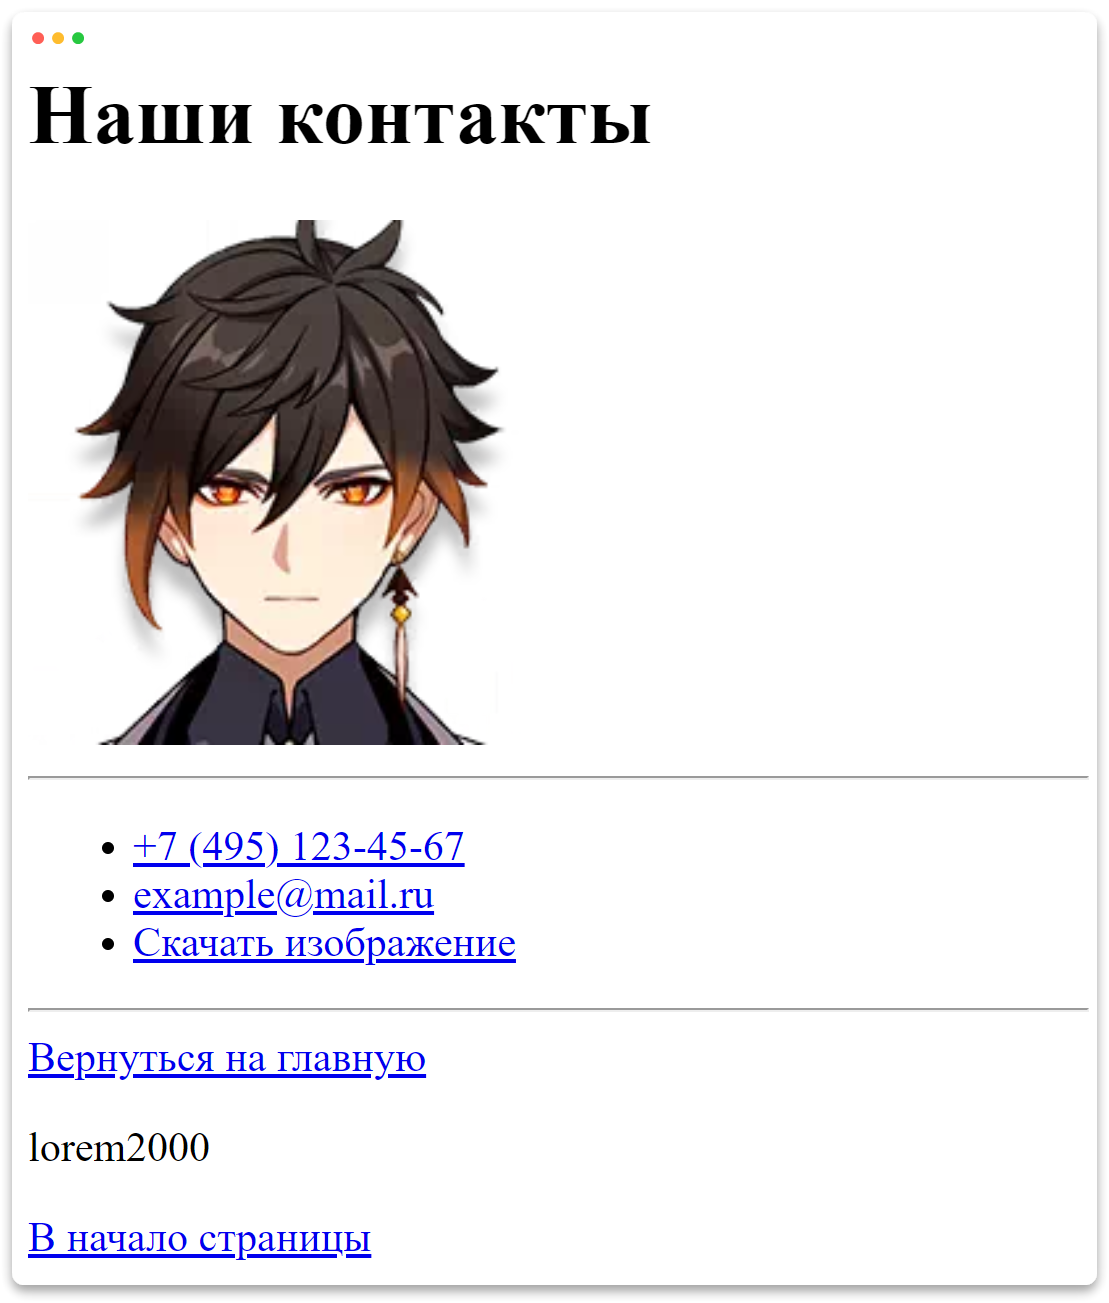 Наши контакты
+7 (495) 123-45-67
example@mail.ru
Скачать изображение
Вернуться на главную
lorem2000
В начало страницы